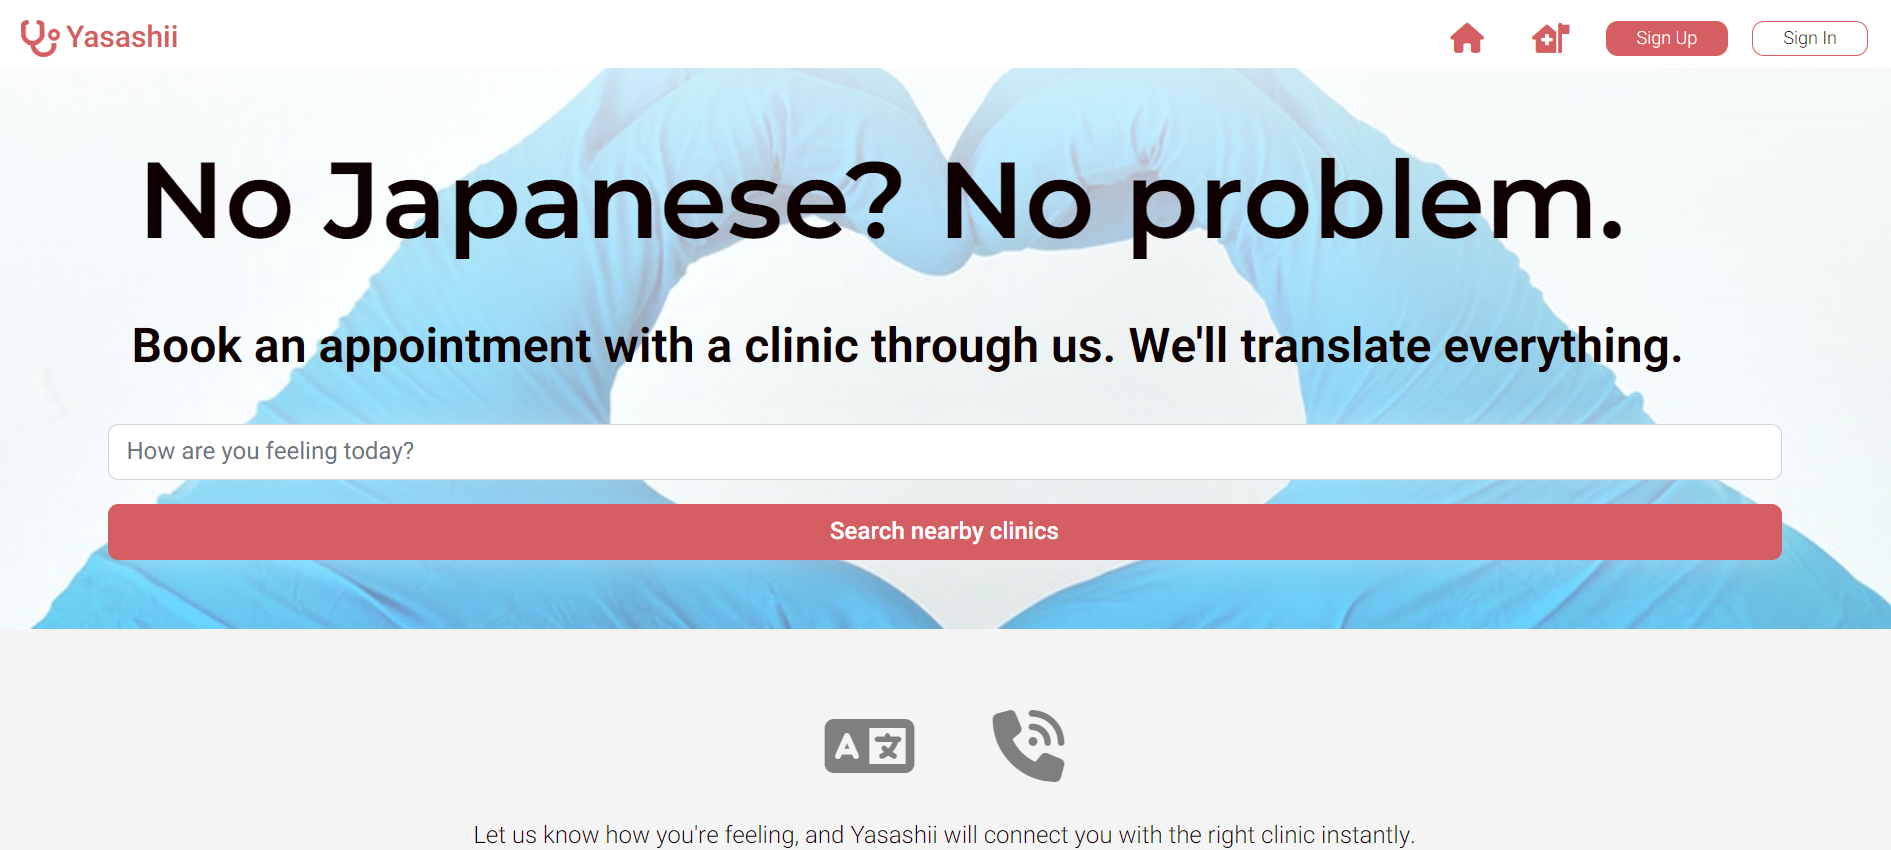 Yasashii
Sign Up
Sign In
No Japanese? No problem.
Book an appointment with a clinic through us. We'll translate everything.
How are you feeling today?
Search nearby clinics
A 文
Let us know how you're feeling, and Yasashii will connect you with the right clinic instantly.